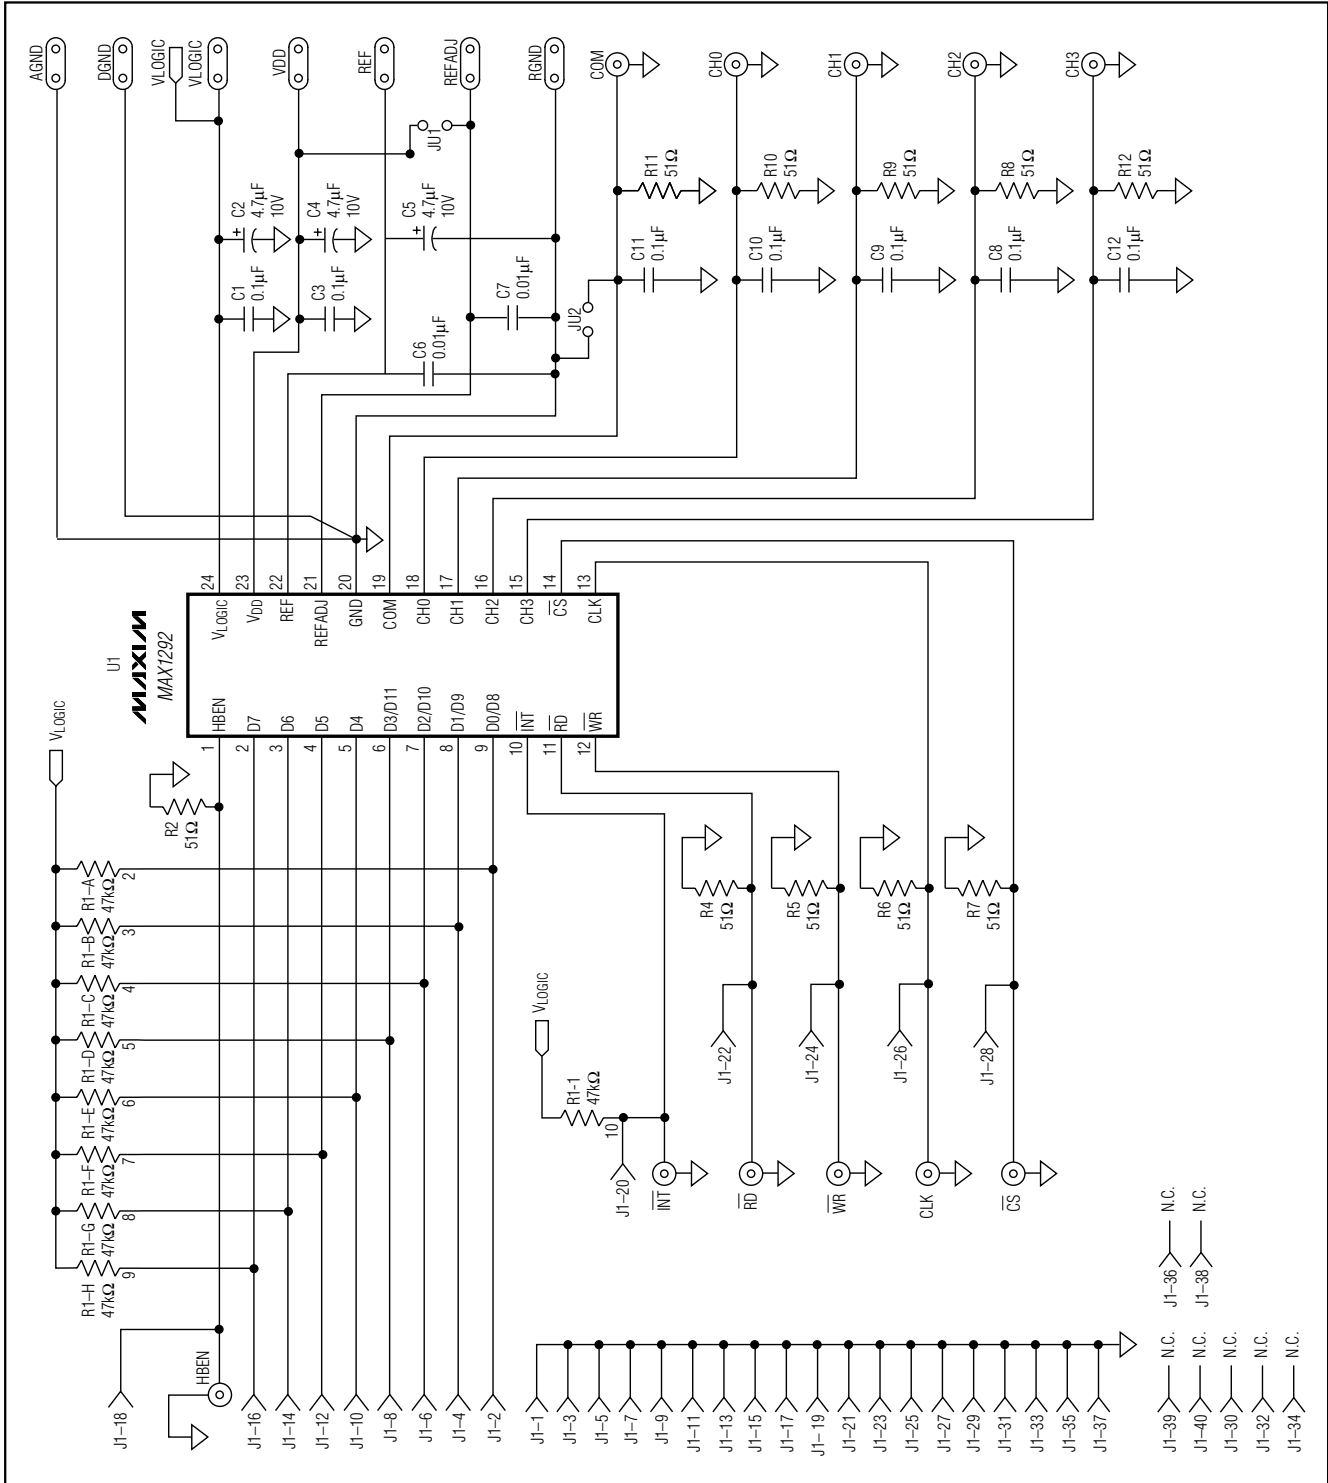 AGND
DGND
VLOGIC
VLOGIC
VDD
REF
REFADJ
RGND
COM
CH0
CH1
CH2
CH3
JU1
C2
4.7µF
10V
C4
4.7µF
10V
C5
4.7µF
10V
R11
51Ω
R10
51Ω
R9
51Ω
R8
51Ω
R12
51Ω
C1
0.1µF
C3
0.1µF
C7
0.01µF
C6
0.01µF
JU2
C11
0.1µF
C10
0.1µF
C9
0.1µF
C8
0.1µF
C12
0.1µF
24
23
22
21
20
19
18
17
16
15
14
13
VLOGIC
VDD
REF
REFADJ
GND
COM
CH0
CH1
CH2
CH3
CS
CLK
U1
MAXIM
MAX1292
HBEN
D7
D6
D5
D4
D3/D11
D2/D10
D1/D9
D0/D8
INT
RD
WR
1
2
3
4
5
6
7
8
9
10
11
12
VLOGIC
R2
51Ω
R1–A
47kΩ
2
R1–B
47kΩ
3
R1–C
47kΩ
4
R1–D
47kΩ
5
R1–E
47kΩ
6
R1–F
47kΩ
7
R1–G
47kΩ
8
R1–H
47kΩ
9
R4
51Ω
R5
51Ω
R6
51Ω
R7
51Ω
VLOGIC
R1-1
47kΩ
10
J1–22
J1–24
J1–26
J1–28
J1–20
INT
RD
WR
CLK
CS
J1–18
HBEN
J1–16
J1–14
J1–12
J1–10
J1–8
J1–6
J1–4
J1–2
J1–1
J1–3
J1–5
J1–7
J1–9
J1–11
J1–13
J1–15
J1–17
J1– 19
J1–21
J1–23
J1–25
J1–27
J1–29
J1–31
J1–33
J1–35
J1–37
J1–36 N.C.
J1–38 N.C.
J1–39 N.C.
J1–40 N.C.
J1–30 N.C.
J1–32 N.C.
J1–34 N.C.